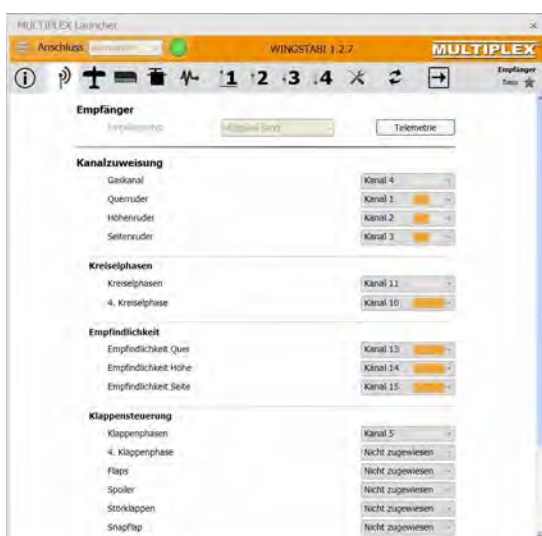 MULTIPLEX Launcher
Anschluss
WINGSTABI 1.2.7
MULTIPLEX
1 2 3 4
Empfänger
Empfänger
Telemetrie
Kanalzuweisung
Gaskanal Kanal 4
Querruder Kanal 1
Höhenruder Kanal 2
Seitenruder Kanal 3
Kreiselphasen
Kreiselphasen Kanal 11
4. Kreiselphase Kanal 10
Empfindlichkeit
Empfindlichkeit Quer Kanal 13
Empfindlichkeit Höhe Kanal 14
Empfindlichkeit Seite Kanal 15
Klappensteuerung
Klappenphasen Kanal 5
4. Klappenphase Nicht zugewiesen
Flaps Nicht zugewiesen
Spoiler Nicht zugewiesen
Störklappen Nicht zugewiesen
Snapflap Nicht zugewiesen